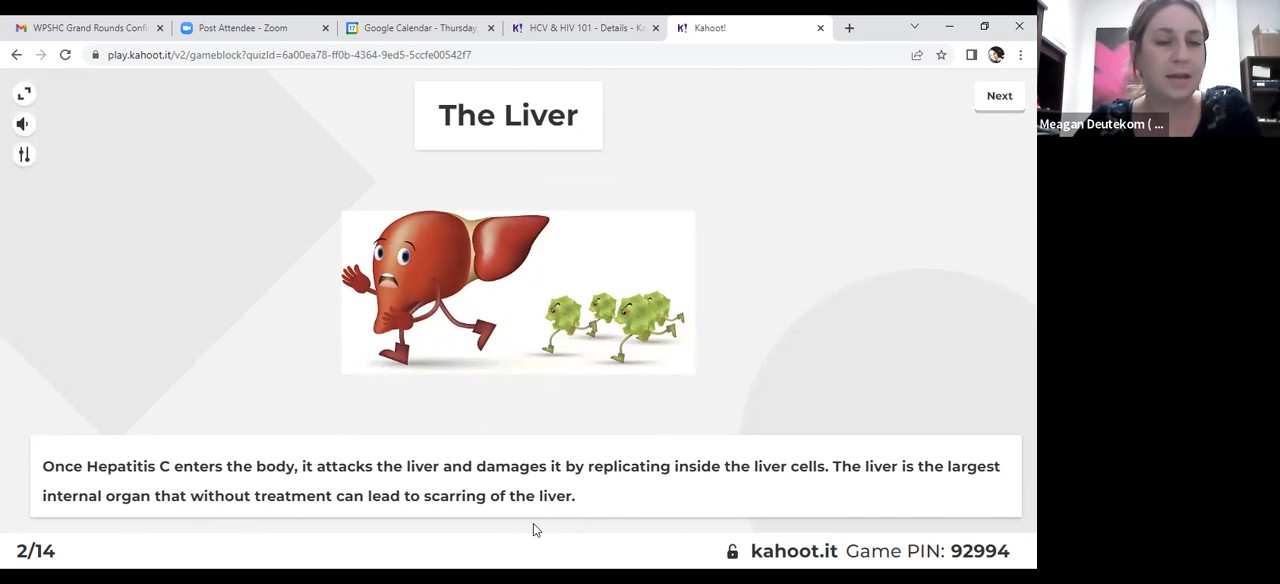 WPSHC Grand Rounds Confi
Post Attendee - Zoom
Google Calendar - Thursday,
HCV & HIV 101 - Details - Ka
Kahoot!
play.kahoot.it/v2/gameblock?quizId=6a00ea78-ff0b-4364-9ed5-5ccfe00542f7
The Liver
Next
Meagan Deutekom ( ...
Once Hepatitis C enters the body, it attacks the liver and damages it by replicating inside the liver cells. The liver is the largest
internal organ that without treatment can lead to scarring of the liver.
2/14
kahoot.it Game PIN: 92994